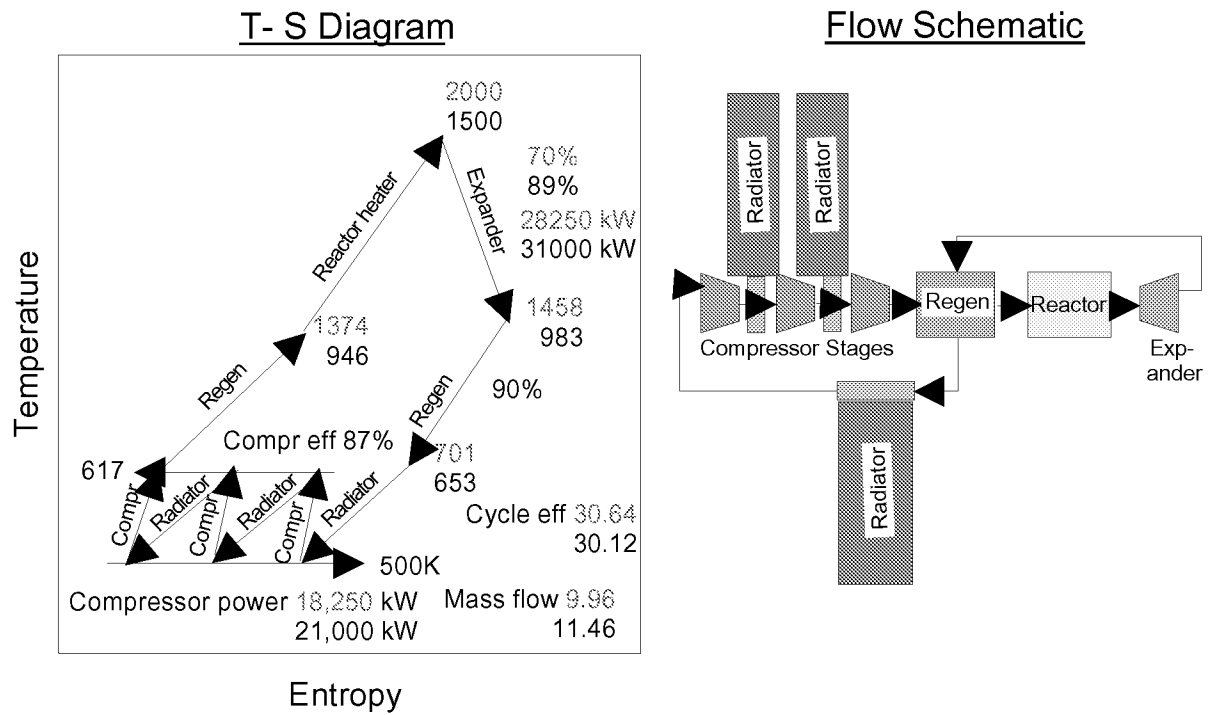 T- S Diagram
Flow Schematic
Temperature
Entropy
2000
1500
70%
89%
28250 kW
31000 kW
Expander
Reactor heater
1374
946
1458
983
Regen
Regen
90%
Compr eff 87%
701
653
617
Compr
Radiator
Compr
Radiator
Compr
Radiator
Cycle eff 30.64
30.12
500K
Compressor power 18,250 kW
21,000 kW
Mass flow 9.96
11.46
Radiator
Radiator
Regen
Reactor
Compressor Stages
Exp-
ander
Radiator